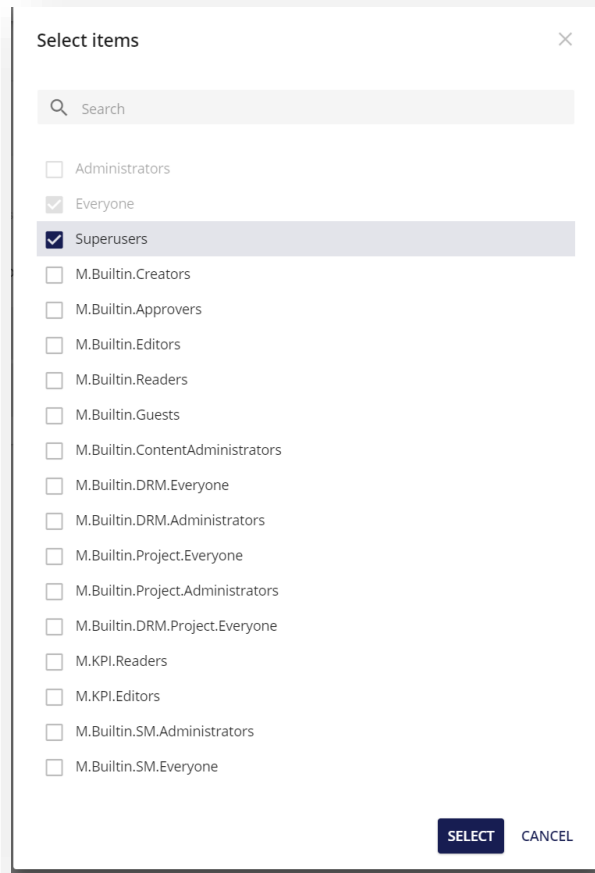 Select items
Search
Administrators
Everyone
Superusers
M.Builtin.Creators
M.Builtin.Approvers
M.Builtin.Editors
M.Builtin.Readers
M.Builtin.Guests
M.Builtin.ContentAdministrators
M.Builtin.DRM.Everyone
M.Builtin.DRM.Administrators
M.Builtin.Project.Everyone
M.Builtin.Project.Administrators
M.Builtin.DRM.Project.Everyone
M.KPI.Readers
M.KPI.Editors
M.Builtin.SM.Administrators
M.Builtin.SM.Everyone
SELECT CANCEL